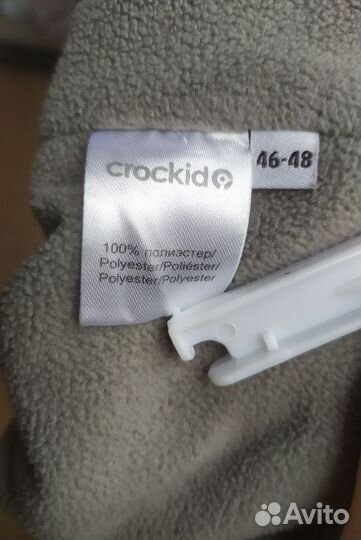 crockid
46-48
100% полиэстер/
Polyester/Poliéster/
Polyester/Polyester
Avito